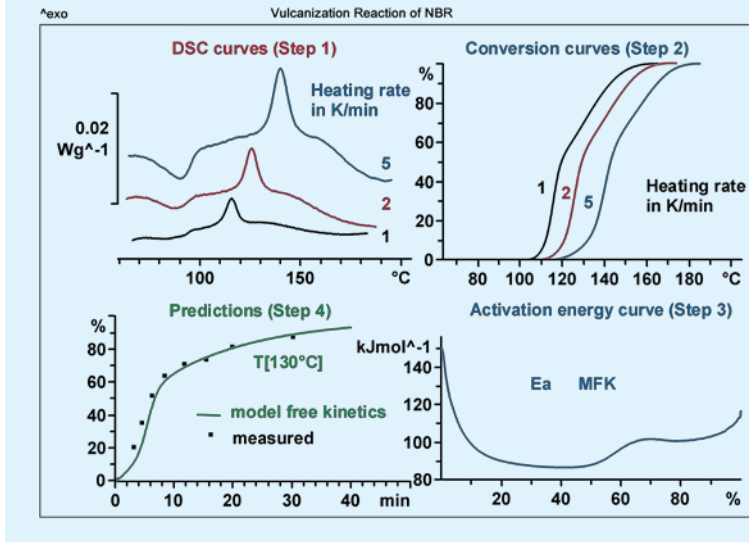 ^exo
Vulcanization Reaction of NBR
DSC curves (Step 1)
Heating rate
in K/min
0.02
Wg^-1
5
2
1
100
140
°C
Conversion curves (Step 2)
%
80
60
40
20
0
1
2
5
Heating rate
in K/min
80
100
120
140
160
180
°C
Predictions (Step 4)
%
80
60
40
20
0
T[130°C]
model free kinetics
measured
0
10
20
30
40
min
Activation energy curve (Step 3)
kJmol^-1
140
120
100
80
Ea MFK
20
40
60
80
%